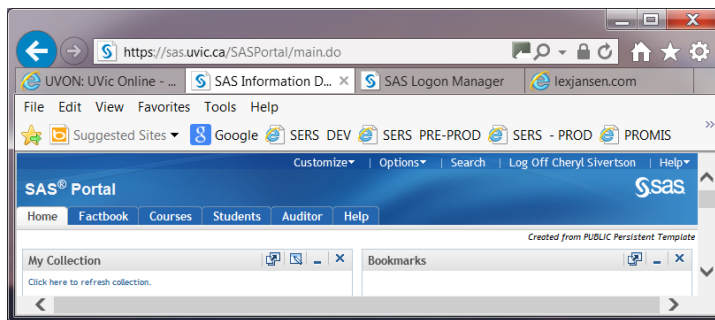 https://sas.uvic.ca/SASPortal/main.do
UVON: UVic Online - ... SAS Information D... SAS Logon Manager lexjansen.com
File Edit View Favorites Tools Help
Suggested Sites Google SERS DEV SERS PRE-PROD SERS - PROD PROMIS
Customize | Options | Search | Log Off Cheryl Sivertson | Help
SAS® Portal sas
Home Factbook Courses Students Auditor Help
Created from PUBLIC Persistent Template
My Collection Bookmarks
Click here to refresh collection.